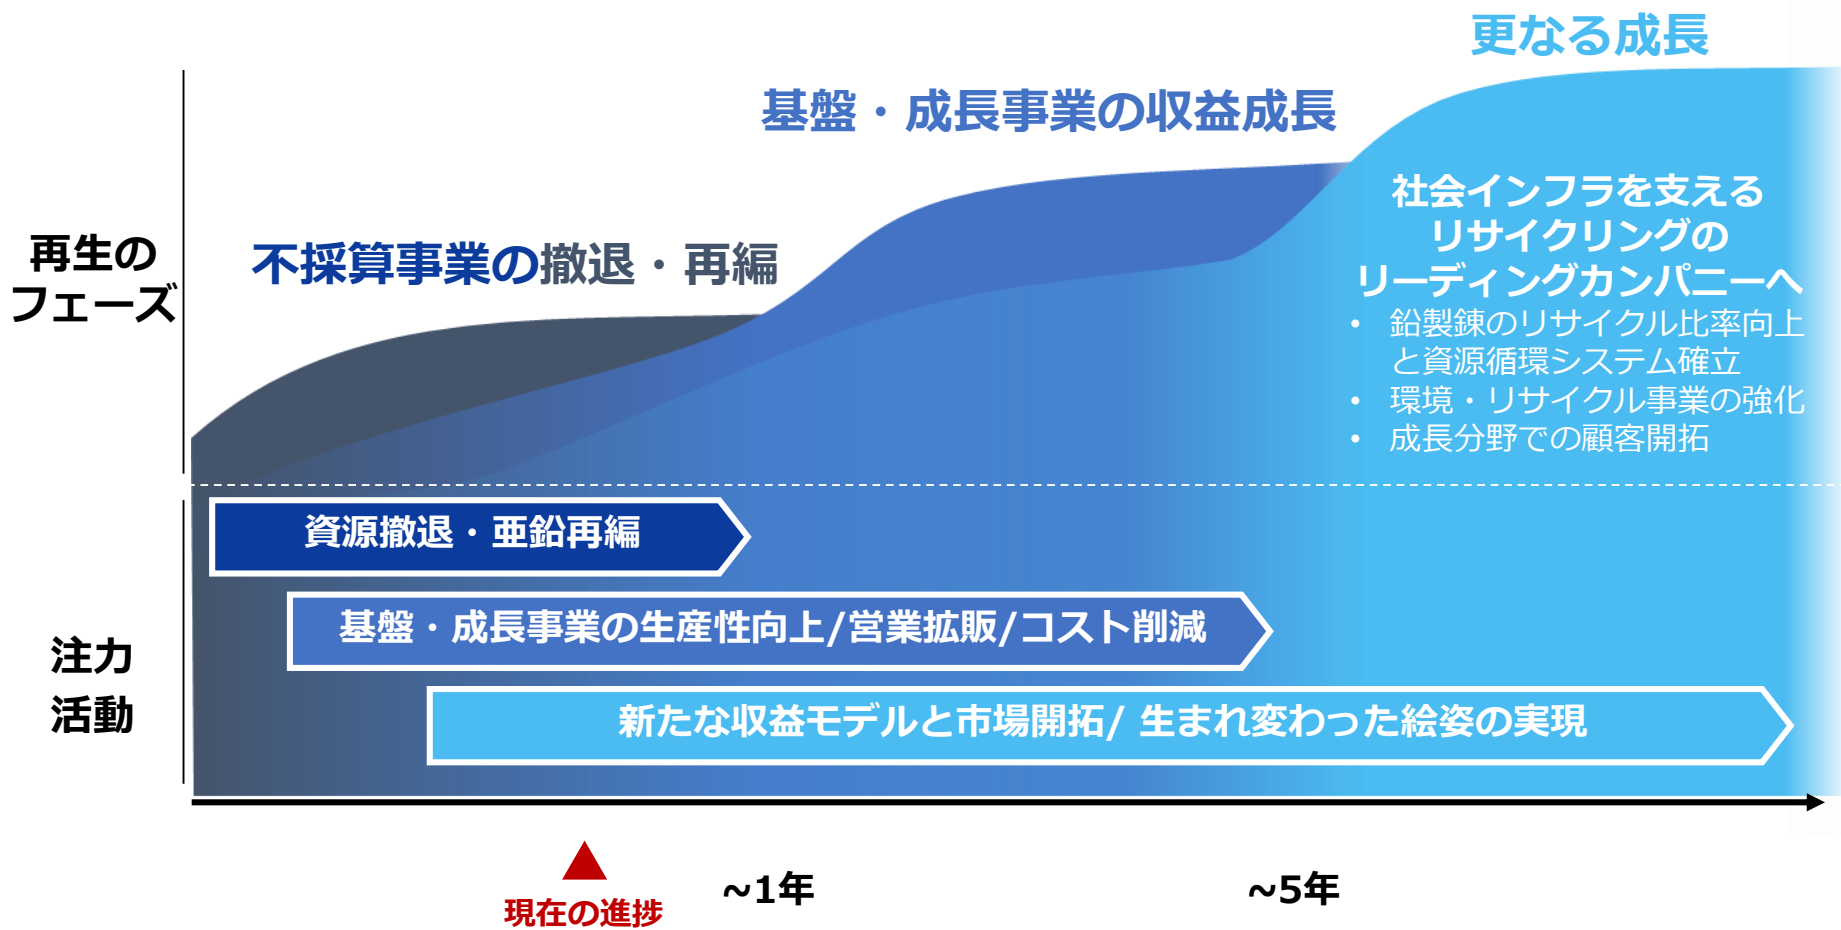 更なる成長
基盤・成長事業の収益成長
不採算事業の撤退・再編
再生の
フェーズ
社会インフラを支える
リサイクリングの
リーディングカンパニーへ
• 鉛製錬のリサイクル比率向上
と資源循環システム確立
• 環境・リサイクル事業の強化
• 成長分野での顧客開拓
注力
活動
資源撤退・亜鉛再編
基盤・成長事業の生産性向上/営業拡販/コスト削減
新たな収益モデルと市場開拓/ 生まれ変わった絵姿の実現
現在の進捗
~1年
~5年